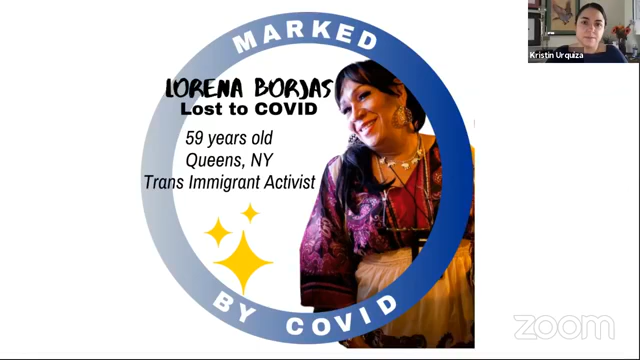 MARKED
LORENA BORJAS
Lost to COVID
59 years old
Queens, NY
Trans Immigrant Activist
BY COVID
Kristin Urquiza
zoom